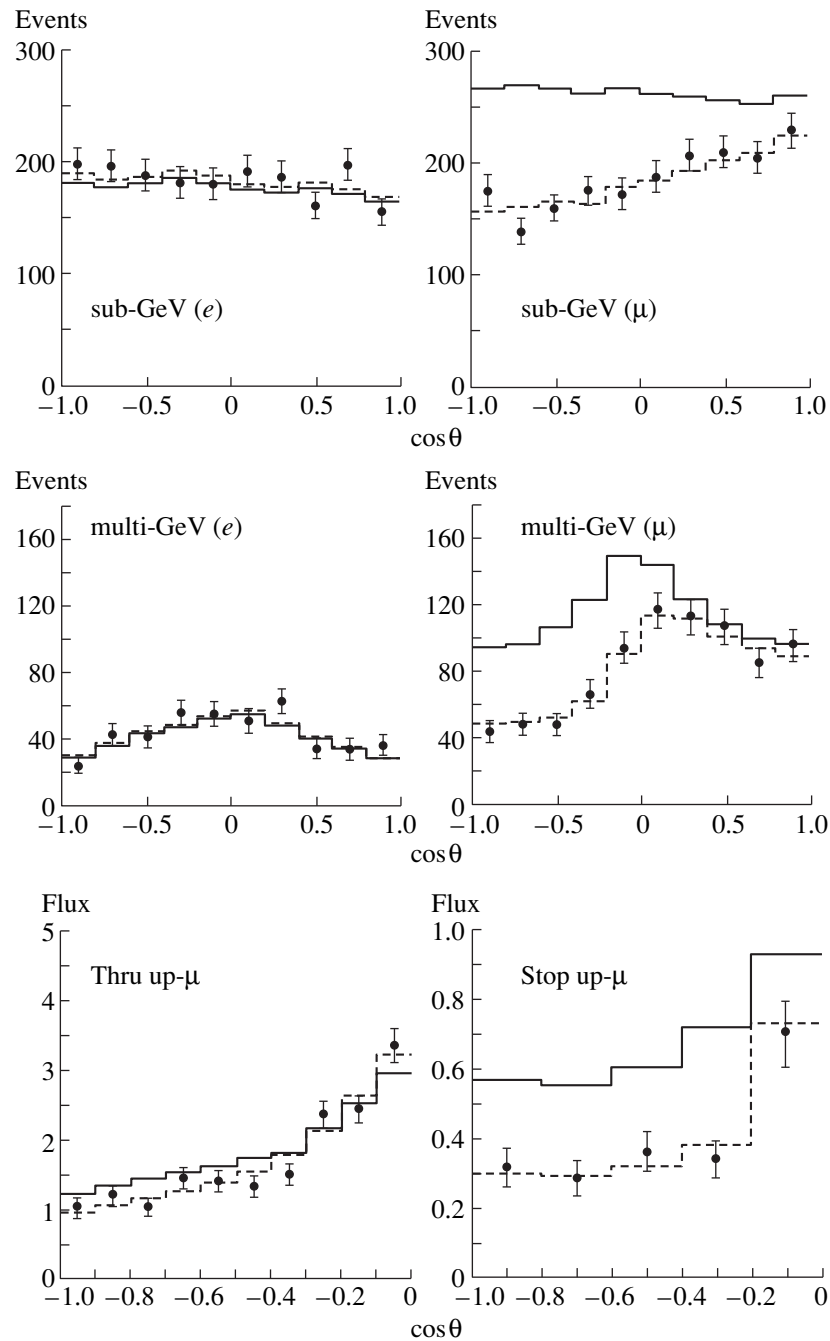 Events
300
200
100
0
sub-GeV (e)
−1.0 −0.5 0 0.5 1.0
Events
300
200
100
0
sub-GeV (μ)
−1.0 −0.5 0 0.5 1.0
cosθ
Events
160
120
80
40
0
multi-GeV (e)
−1.0 −0.5 0 0.5 1.0
Events
160
120
80
40
0
multi-GeV (μ)
−1.0 −0.5 0 0.5 1.0
cosθ
Flux
5
4
3
2
1
0
Thru up-μ
−1.0 −0.8 −0.6 −0.4 −0.2 0
Flux
1.0
0.8
0.6
0.4
0.2
0
Stop up-μ
−1.0 −0.8 −0.6 −0.4 −0.2 0
cosθ